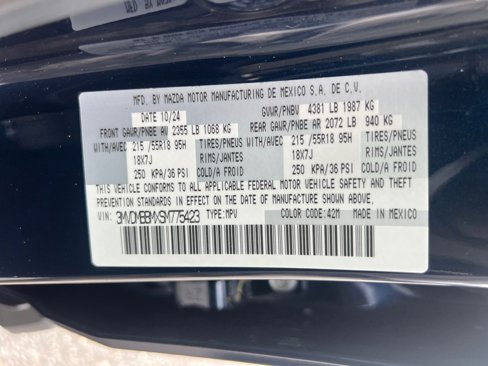 MFD. BY MAZDA MOTOR MANUFACTURING DE MEXICO S.A. DE C.V.
DATE 10/24 GVWR/PNBV 4381 LB 1987 KG
FRONT GAWR/PNBE AV 2355 LB 1068 KG REAR GAWR/PNBE AR 2072 LB 940 KG
WITH/AVEC 215 /55R18 95H TIRES/PNEUS WITH/AVEC 215 /55R18 95H TIRES/PNEUS
18X7J RIMS/JANTES 18X7J RIMS/JANTES
250 KPA/36 PSI COLD/A FROID 250 KPA/36 PSI COLD/A FROID
THIS VEHICLE CONFORMS TO ALL APPLICABLE FEDERAL MOTOR VEHICLE SAFETY AND THEFT
PREVENTION STANDARDS IN EFFECT ON THE DATE OF MANUFACTURE SHOWN ABOVE.
VIN: TYPE:MPV COLOR CODE:42M MADE IN MEXICO